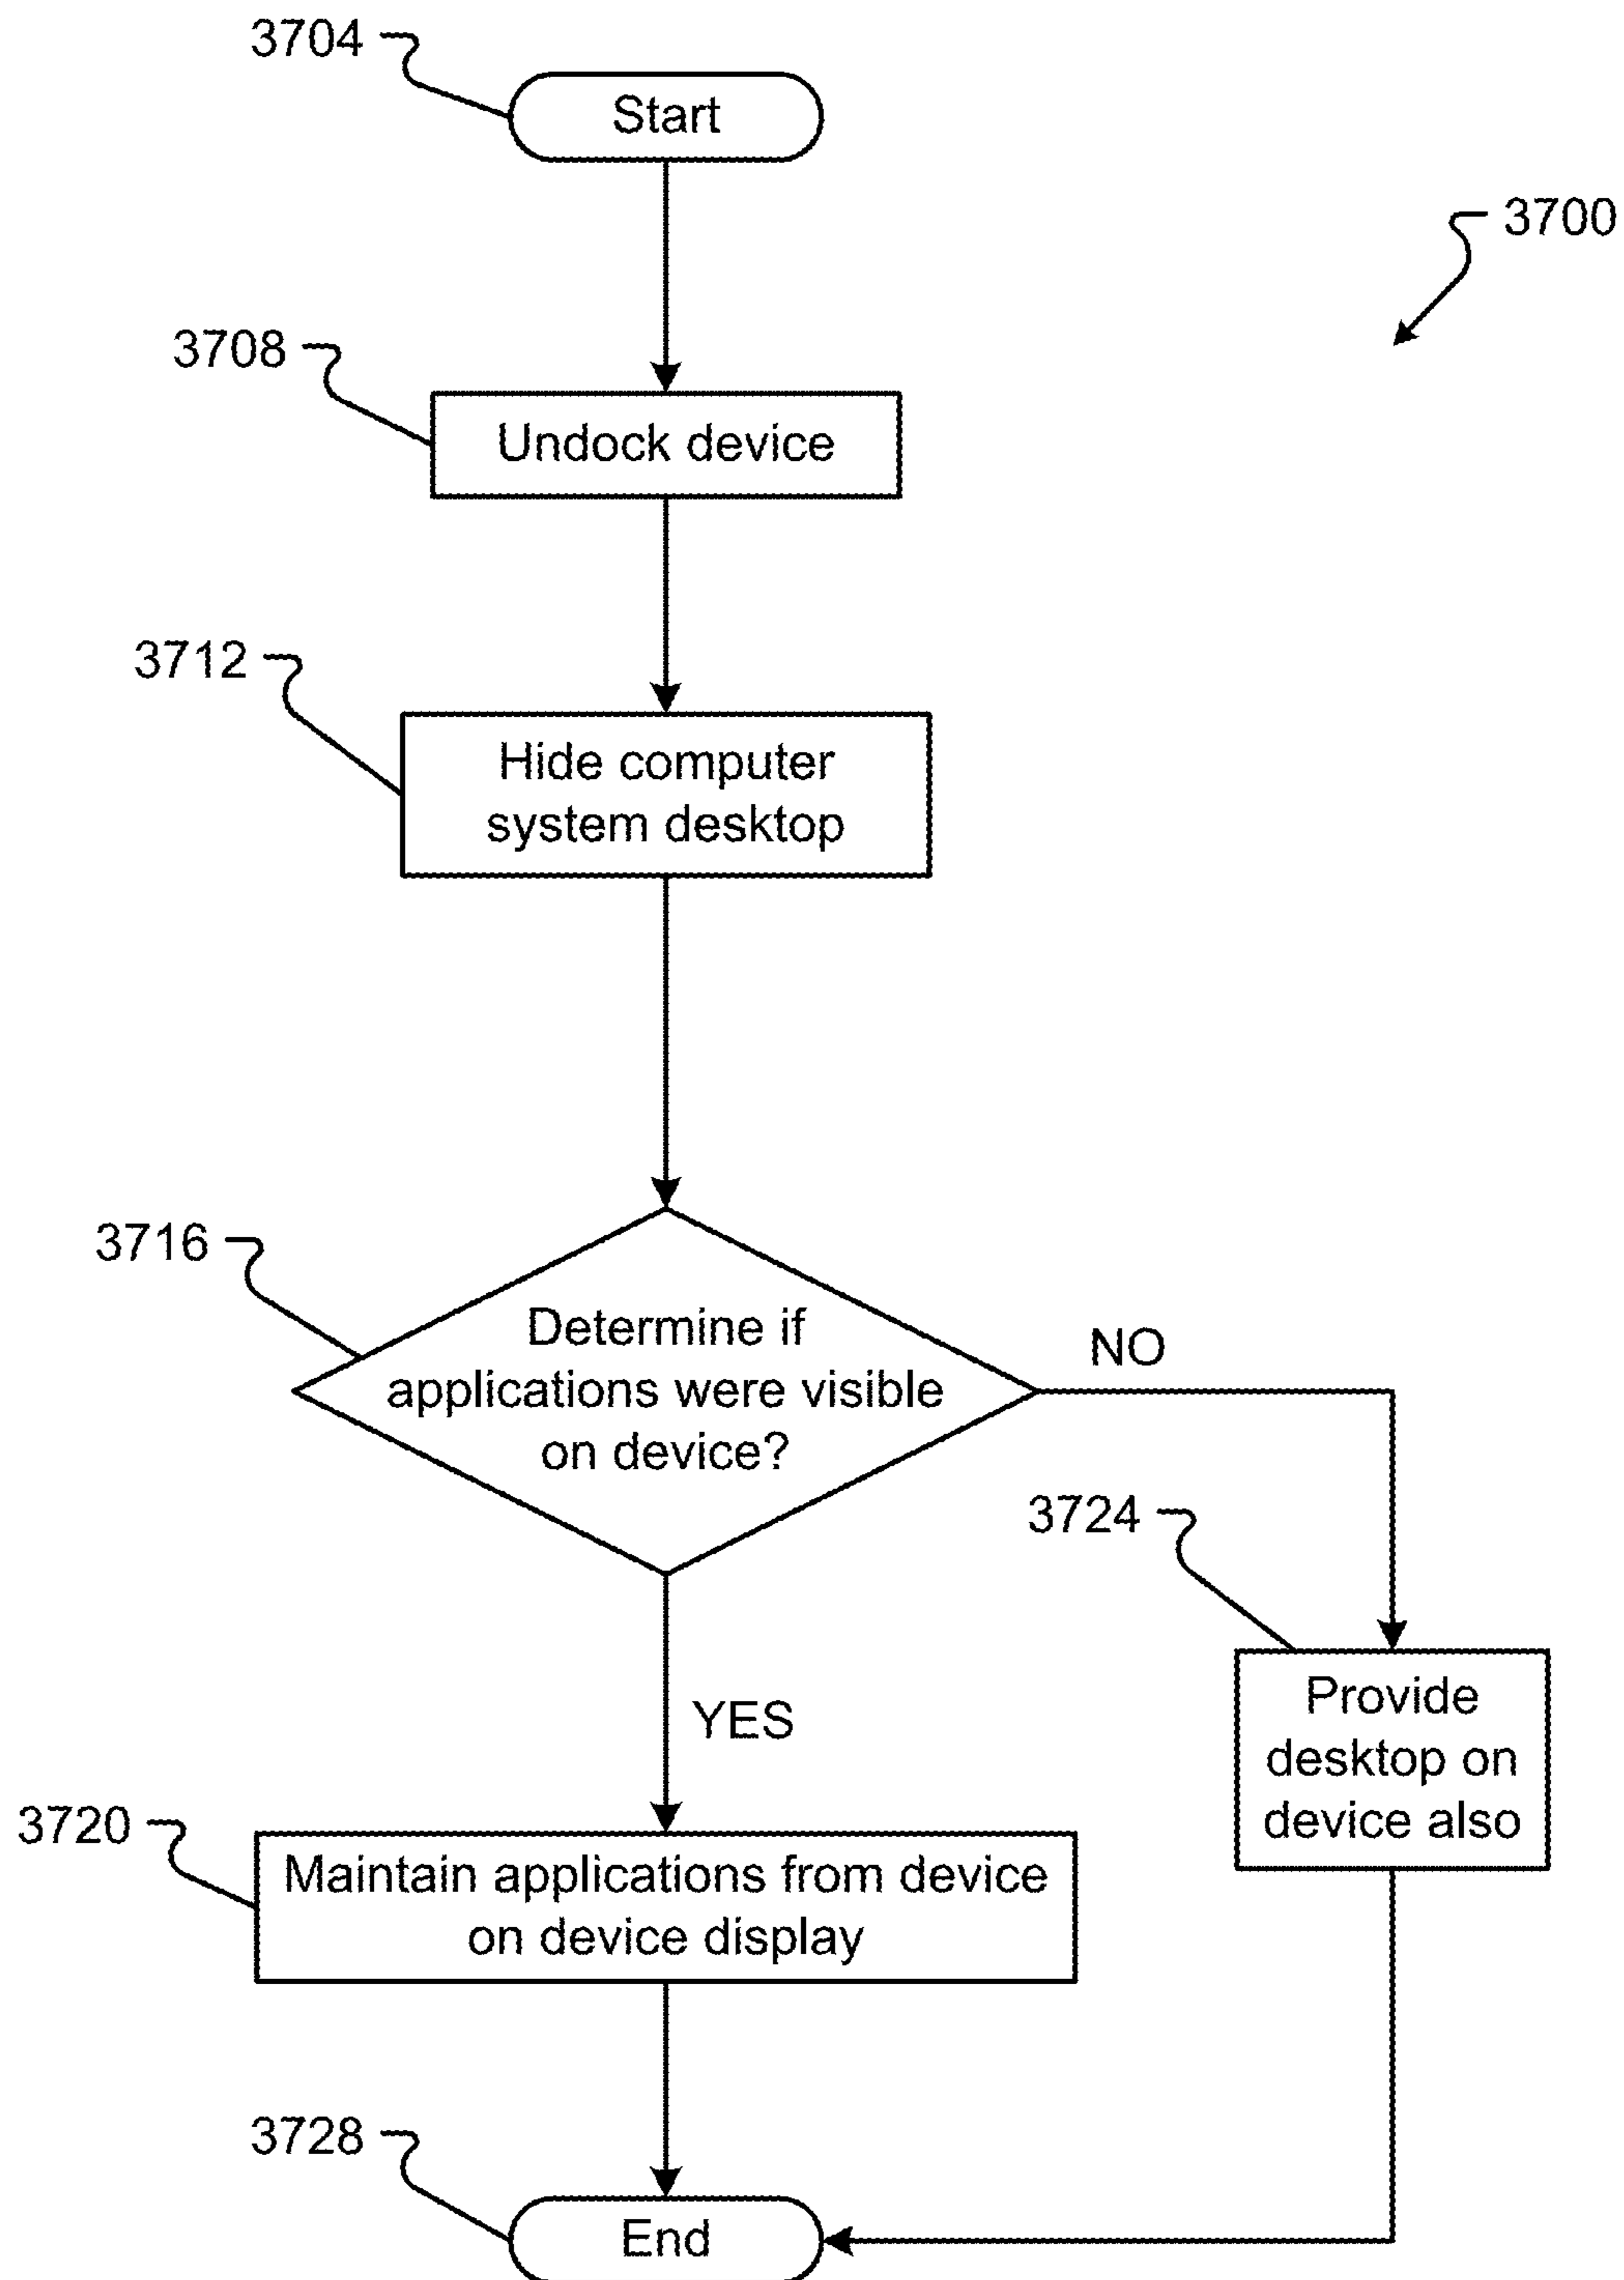 3704
Start
3700
3708
Undock device
3712
Hide computer
system desktop
3716
Determine if
applications were visible
on device?
NO
3724
Provide
desktop on
device also
YES
3720
Maintain applications from device
on device display
3728
End